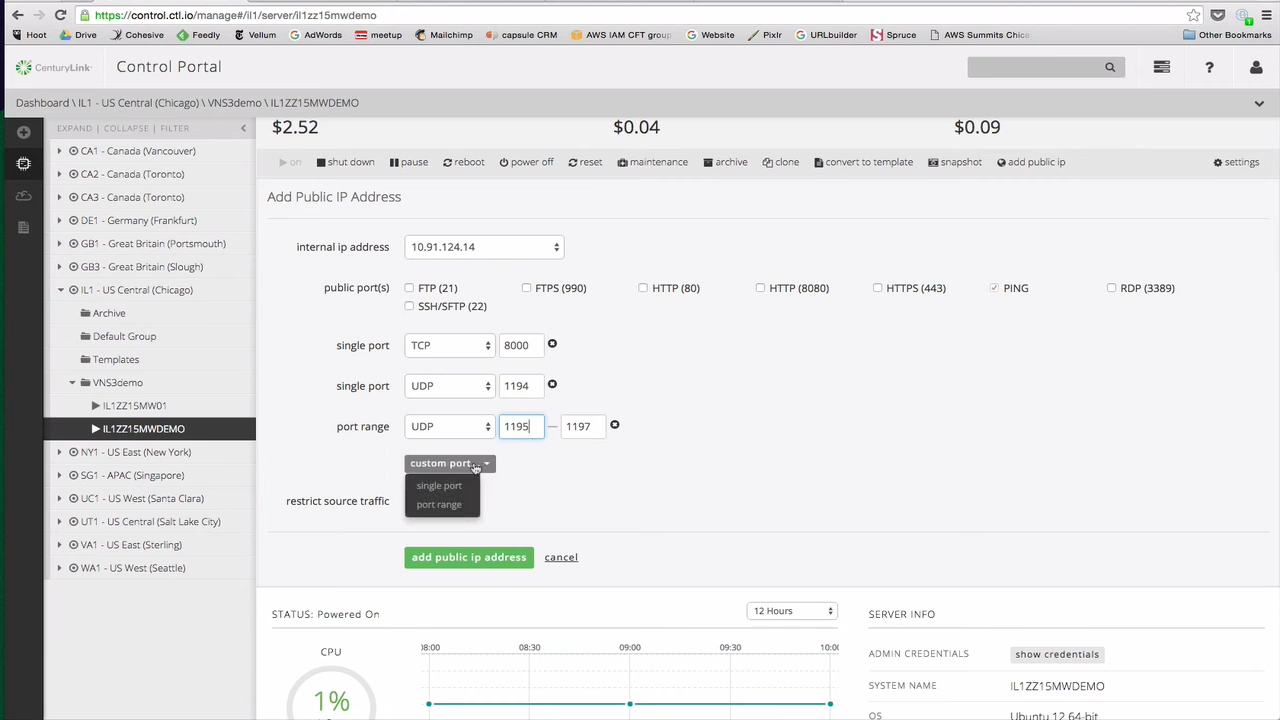 https://control.ctl.io/manage#/il1/server/il1zz15mwdemo
Hoot Drive Cohesive Feedly Vellum AdWords meetup Mailchimp capsule CRM AWS IAM CFT group Website Pixlr URLbuilder Spruce AWS Summits Chica Other Bookmarks
CenturyLink Control Portal ?
Dashboard \ IL1 - US Central (Chicago) \ VNS3demo \ IL1ZZ15MWDEMO
EXPAND | COLLAPSE | FILTER
CA1 - Canada (Vancouver)
CA2 - Canada (Toronto)
CA3 - Canada (Toronto)
DE1 - Germany (Frankfurt)
GB1 - Great Britain (Portsmouth)
GB3 - Great Britain (Slough)
IL1 - US Central (Chicago)
Archive
Default Group
Templates
VNS3demo
IL1ZZ15MW01
IL1ZZ15MWDEMO
NY1 - US East (New York)
SG1 - APAC (Singapore)
UC1 - US West (Santa Clara)
UT1 - US Central (Salt Lake City)
VA1 - US East (Sterling)
WA1 - US West (Seattle)
$2.52 $0.04 $0.09
on shut down pause reboot power off reset maintenance archive clone convert to template snapshot add public ip settings
Add Public IP Address
internal ip address 10.91.124.14
public port(s) FTP (21) FTPS (990) HTTP (80) HTTP (8080) HTTPS (443) PING RDP (3389)
SSH/SFTP (22)
single port TCP 8000
single port UDP 1194
port range UDP 1195 — 1197
custom port...
single port
port range
restrict source traffic
add public ip address cancel
STATUS: Powered On 12 Hours
CPU
08:00 08:30 09:00 09:30 10:00
1%
SERVER INFO
ADMIN CREDENTIALS show credentials
SYSTEM NAME IL1ZZ15MWDEMO
OS Ubuntu 12 64-bit